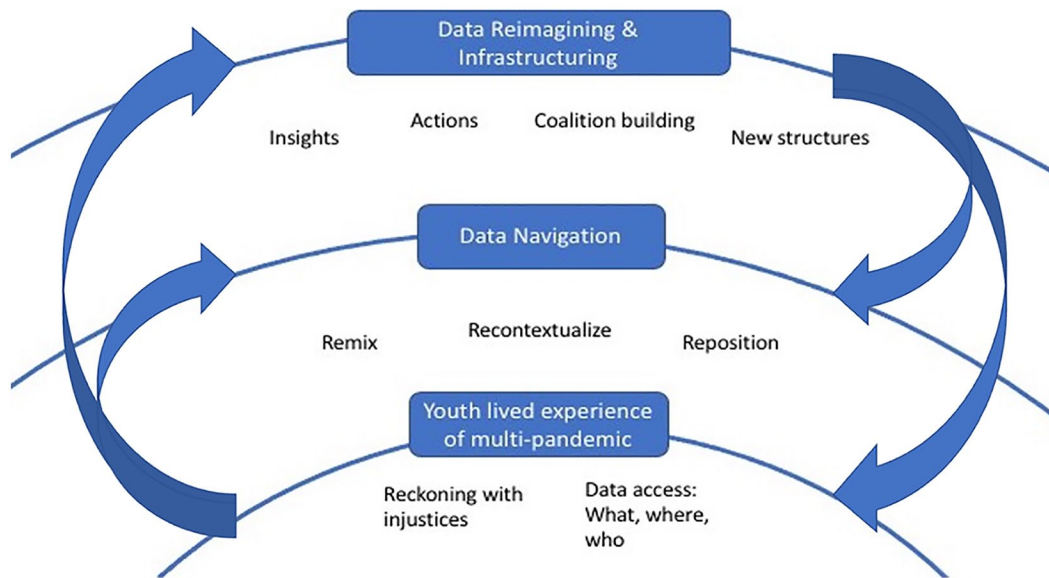 Data Reimagining &
Infrastructuring
Insights
Actions
Coalition building
New structures
Data Navigation
Remix
Recontextualize
Reposition
Youth lived experience
of multi-pandemic
Reckoning with
injustices
Data access:
What, where,
who